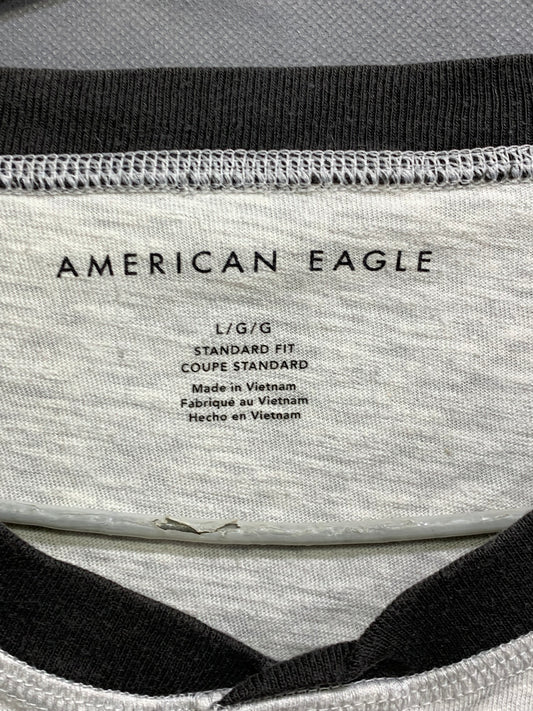 AMERICAN EAGLE
L/G/G
STANDARD FIT
COUPE STANDARD
Made in Vietnam
Fabriqué au Vietnam
Hecho en Vietnam